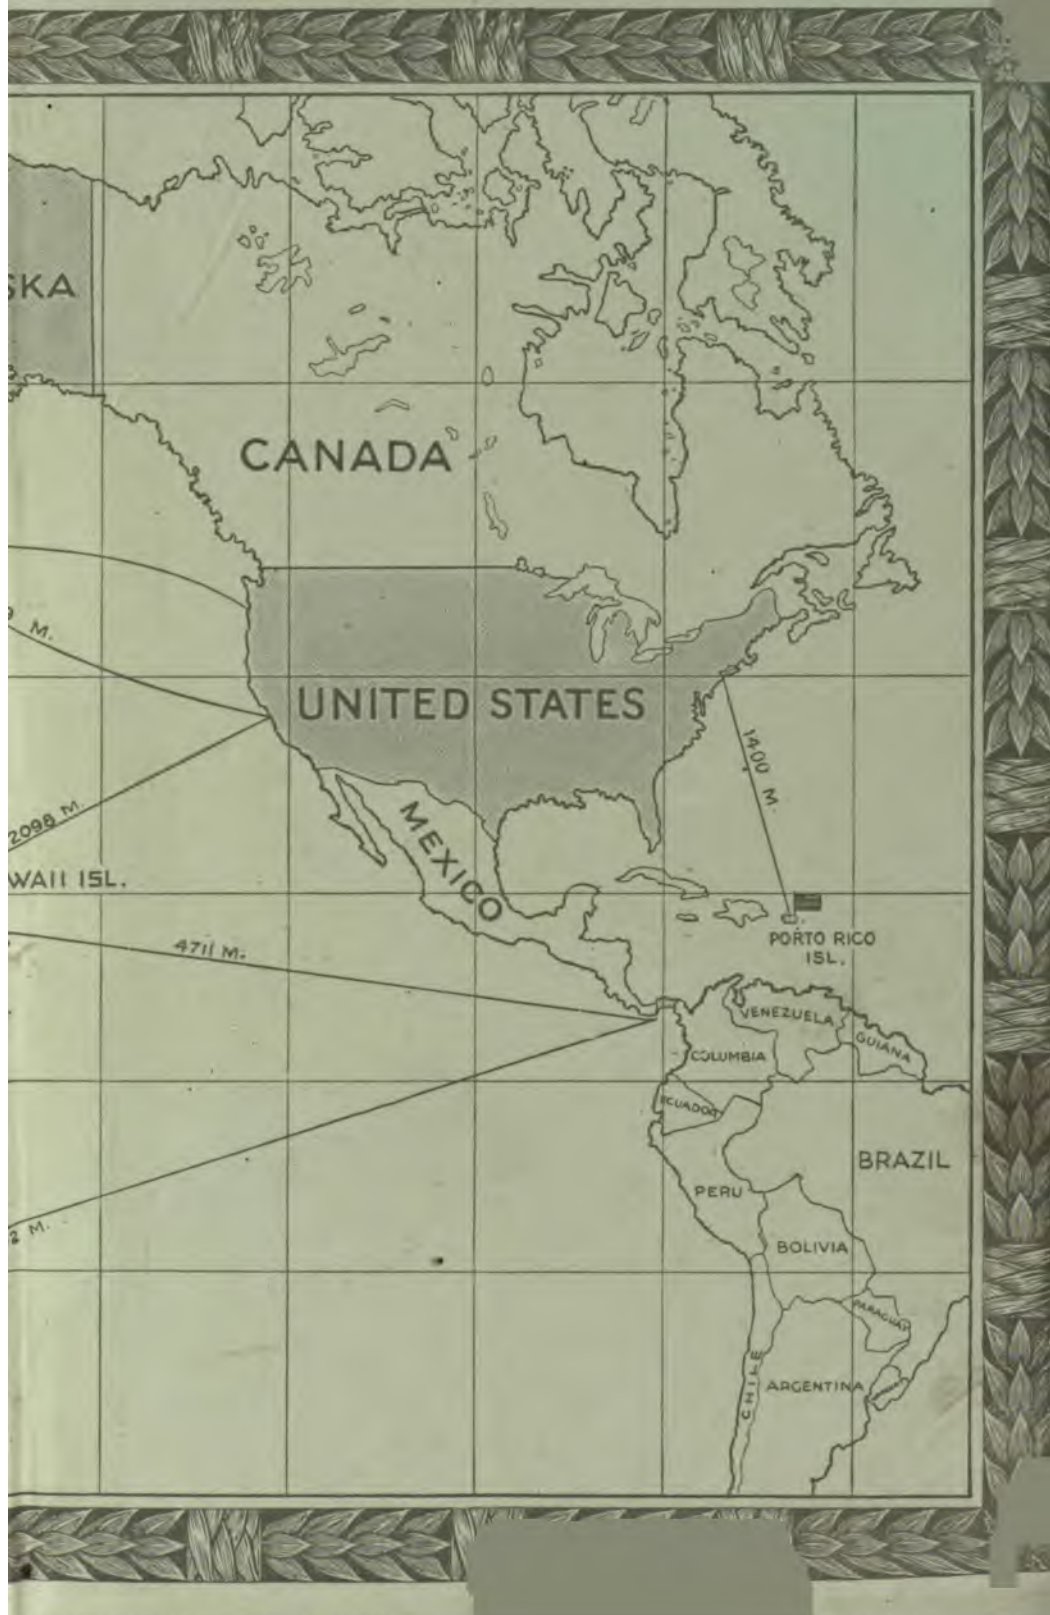 SKA
CANADA
M.
UNITED STATES
1400 M.
2098 M.
MEXICO
WAII ISL.
PORTO RICO
ISL.
4711 M.
VENEZUELA
GUIANA
COLUMBIA
ECUADOR
BRAZIL
PERU
2 M.
BOLIVIA
PARAGUAY
CHILE
ARGENTINA